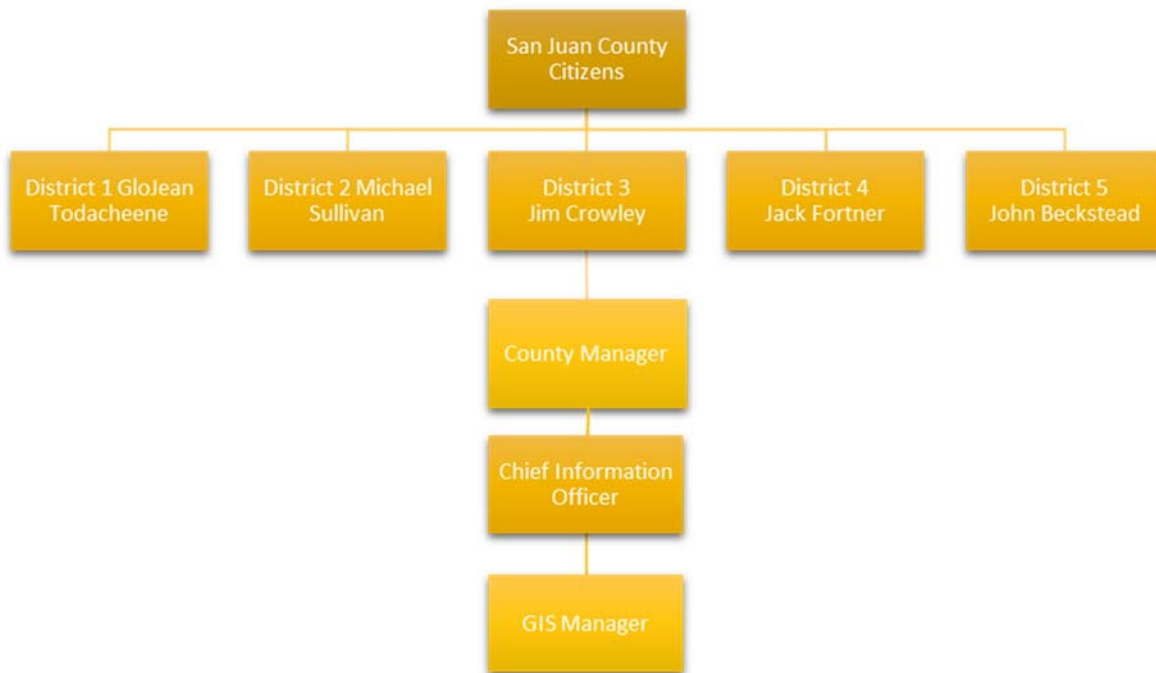 San Juan County
Citizens
District 1 GloJean
Todacheene
District 2 Michael
Sullivan
District 3
Jim Crowley
District 4
Jack Fortner
District 5
John Beckstead
County Manager
Chief Information
Officer
GIS Manager